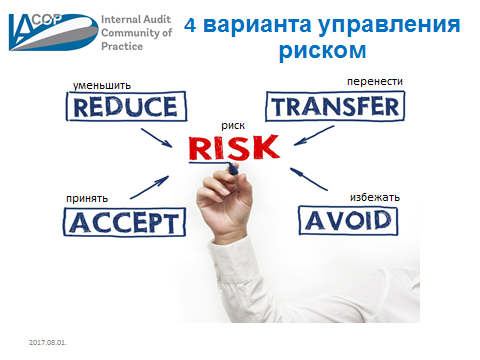 IACOP
Internal Audit
Community of
Practice
4 варианта управления
риском
уменьшить
REDUCE
перенести
TRANSFER
риск
RISK
принять
ACCEPT
избежать
AVOID
2017.08.01.